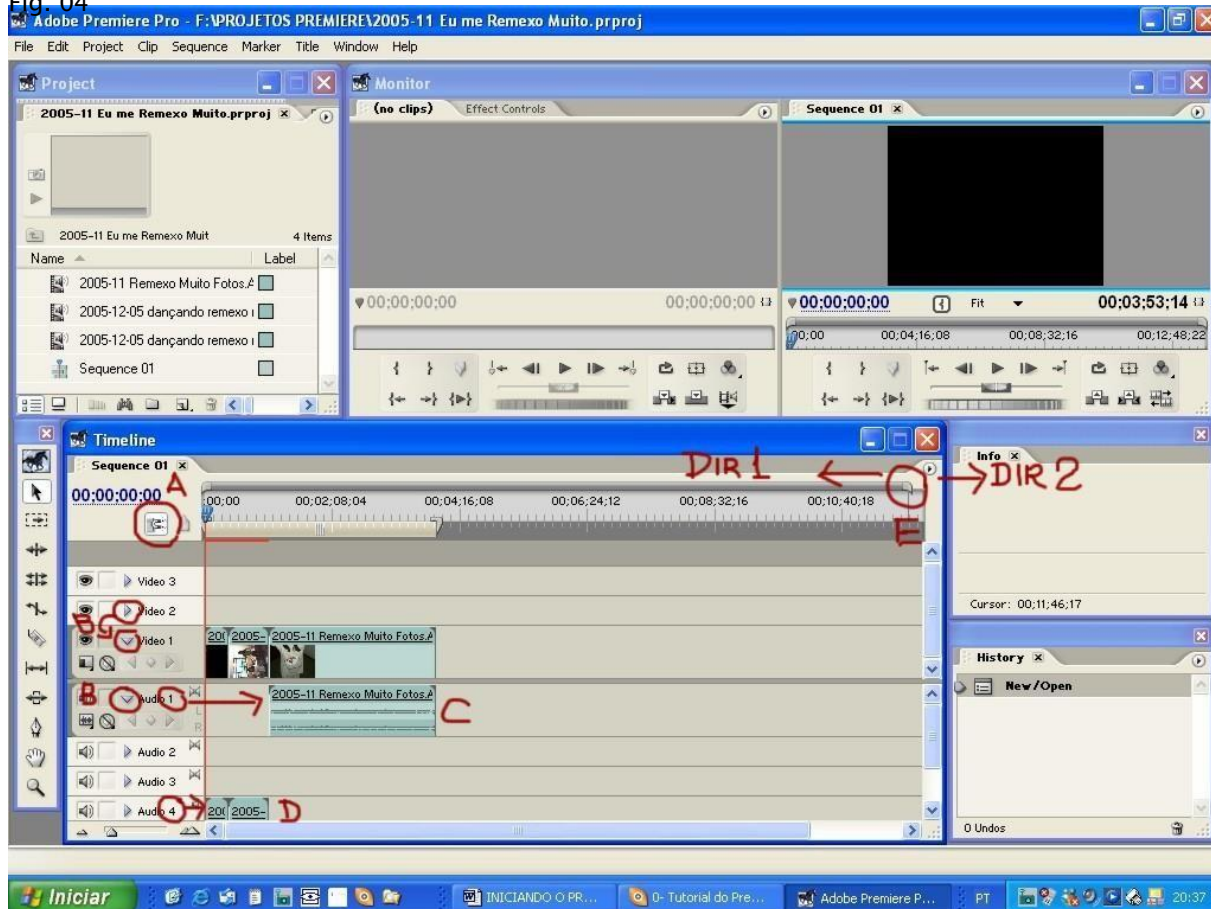 Fig. 04
Adobe Premiere Pro - F:\PROJETOS PREMIERE\2005-11 Eu me Remexo Muito.prproj
File Edit Project Clip Sequence Marker Title Window Help
Project
2005-11 Eu me Remexo Muito.prproj
2005-11 Eu me Remexo Muit 4 Items
Name Label
2005-11 Remexo Muito Fotos.A
2005-12-05 dançando remexo
2005-12-05 dançando remexo
Sequence 01
Monitor
(no clips) Effect Controls
00;00;00;00 00;00;00;00
Sequence 01
00;00;00;00 Fit 00;03;53;14
00;00 00;04;16;08 00;08;32;16 00;12;48;22
Timeline
Sequence 01
DIR 1 DIR 2
00;00;00;00 A
00;00 00;02;08;04 00;04;16;08 00;06;24;12 00;08;32;16 00;10;40;18
E
Video 3
Video 2
B
Video 1 200 2005- 2005-11 Remexo Muito Fotos.A
B Audio 1 2005-11 Remexo Muito Fotos.A C
L
R
Audio 2
Audio 3
Audio 4 200 2005- D
Info
Cursor: 00;11;46;17
History
New/Open
0 Undos
Iniciar INICIANDO O PR... 0- Tutorial do Pre... Adobe Premiere P... PT 20:37